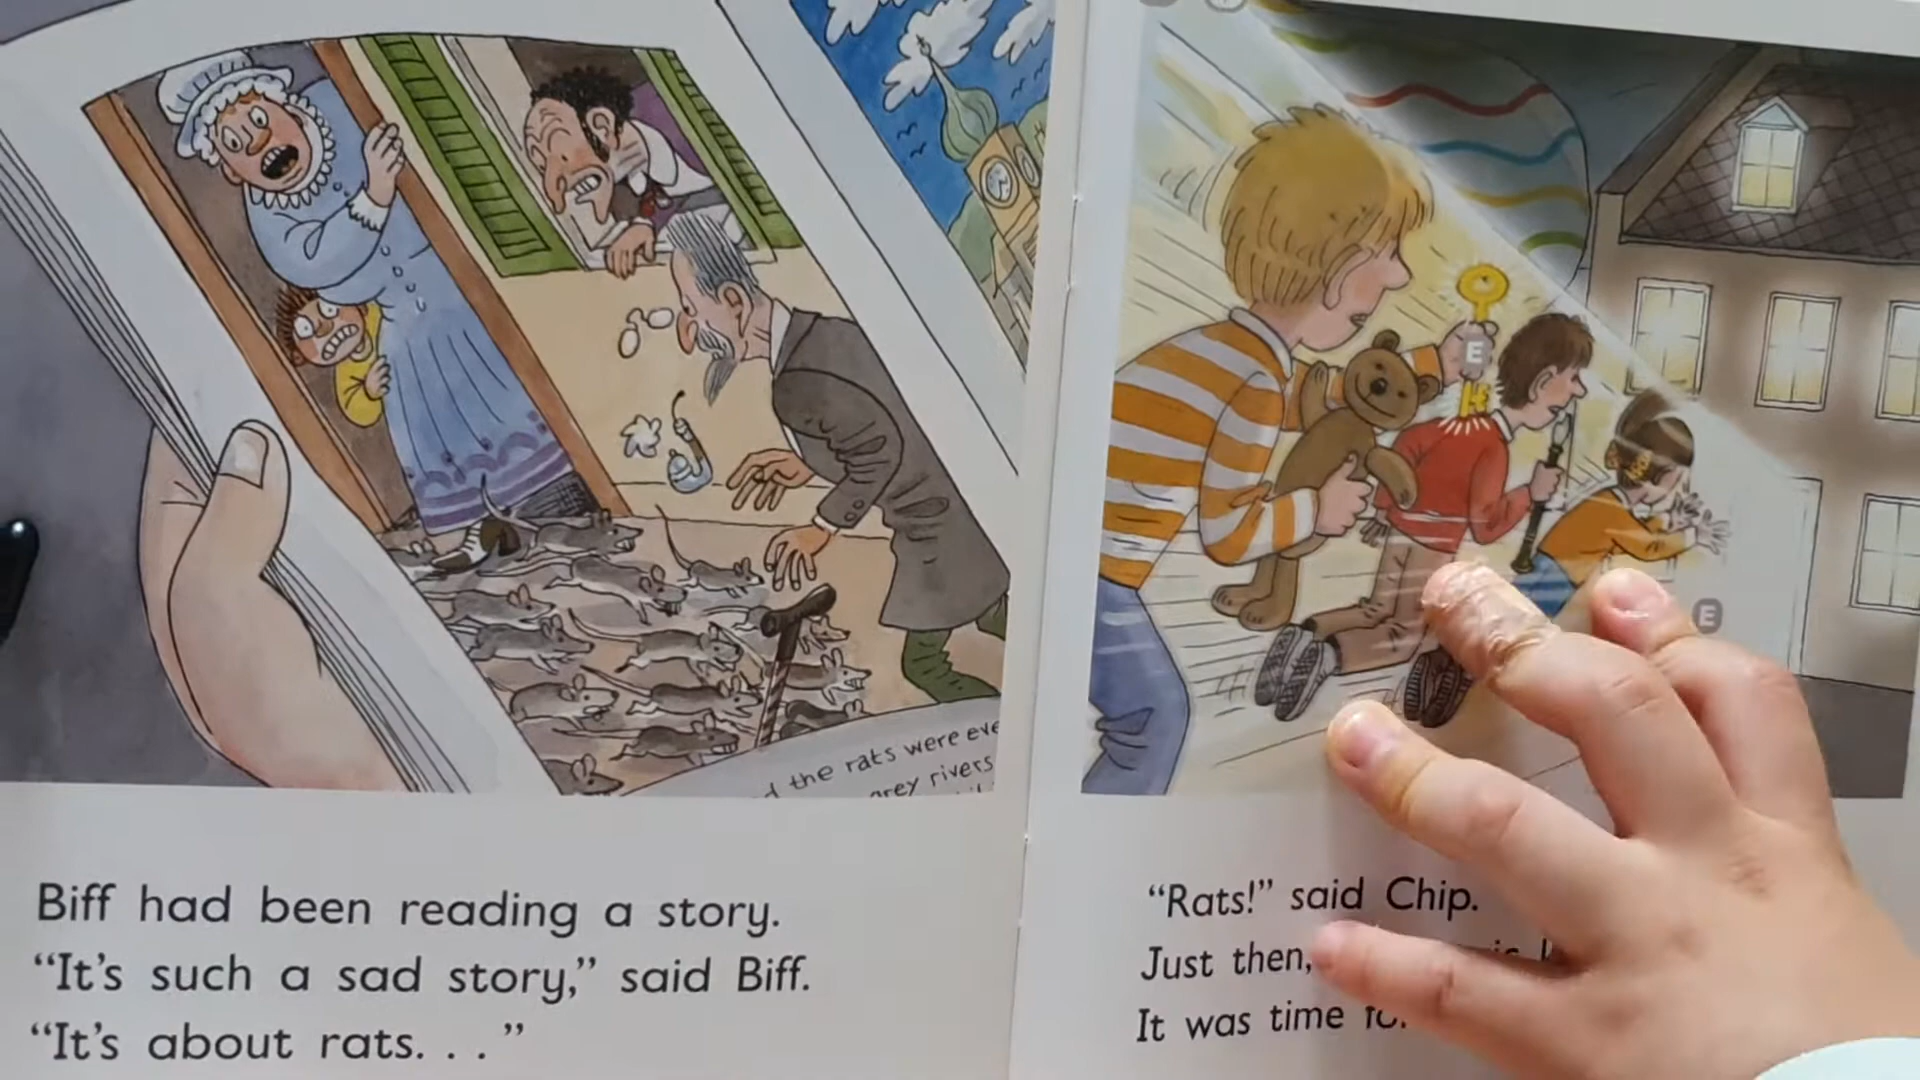 d the rats were eve
grey rivers
Biff had been reading a story.
“It’s such a sad story,” said Biff.
“It’s about rats. . .”
E
E
“Rats!” said Chip.
Just then,
It was time